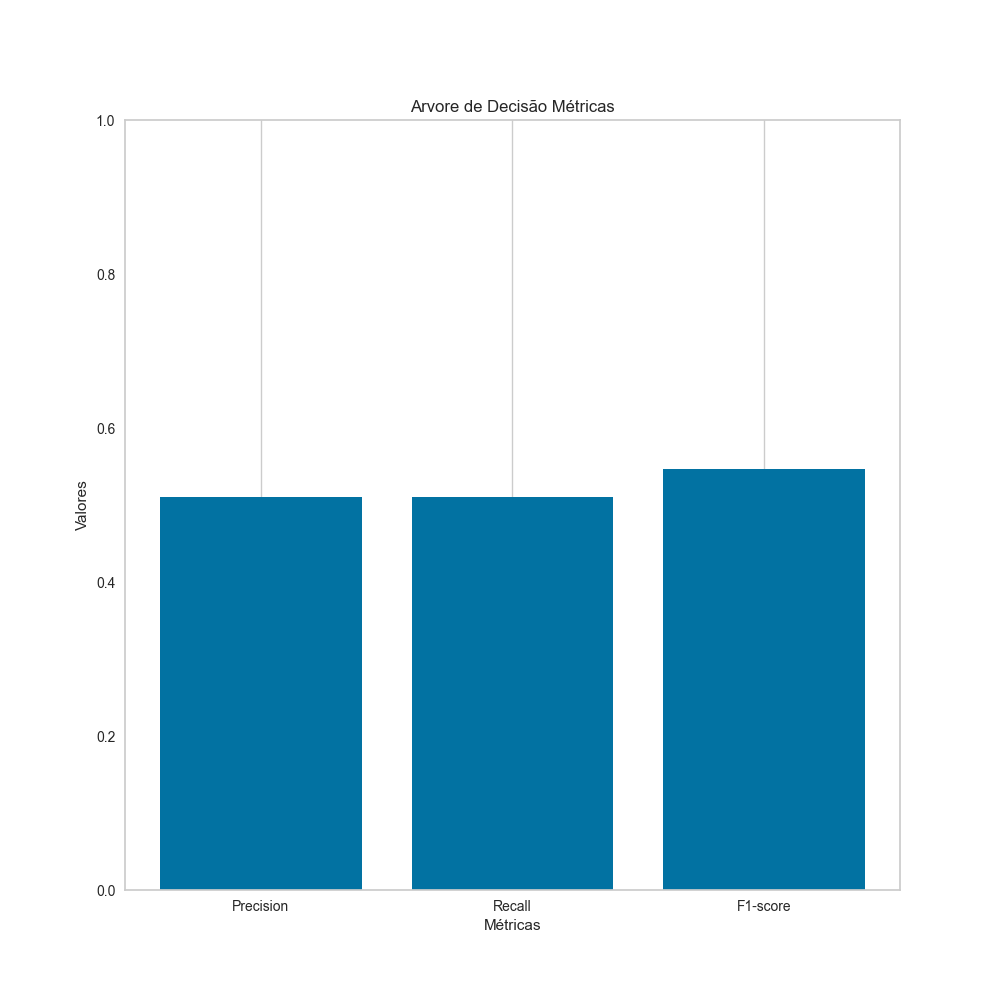 Arvore de Decisão Métricas
1.0
0.8
0.6
0.4
0.2
0.0
Valores
Precision
Recall
F1-score
Métricas